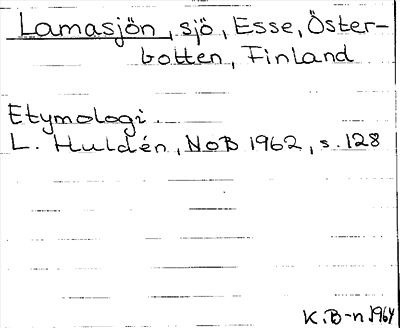 Lamasjön, sjö, Esse, Öster-
botten, Finland
Etymologi.
L. Huldén, NoB 1962, s. 128
K. B-n 1964